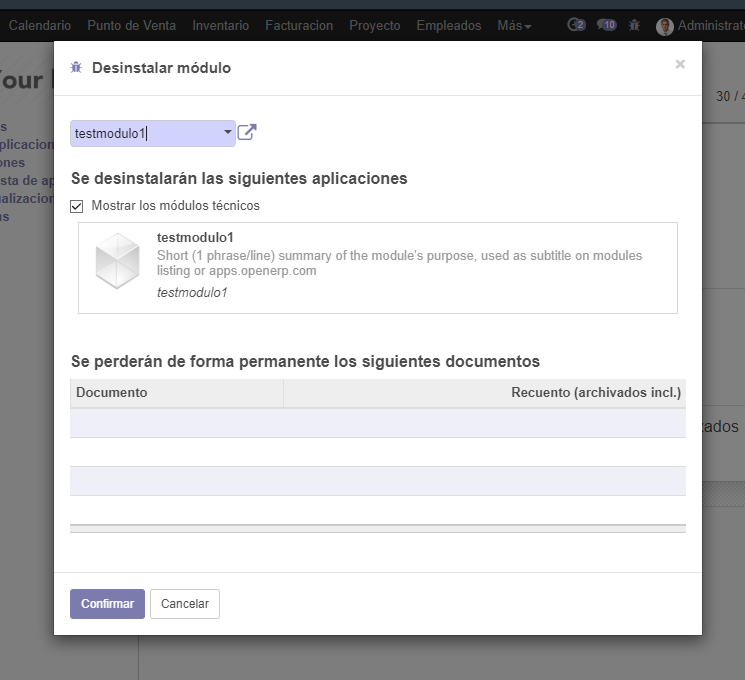 Calendario Punto de Venta Inventario Facturacion Proyecto Empleados Más 2 10 Administrat
Your
Desinstalar módulo ×
30 / 4
s
plicacion
ones
sta de ap
ualizacion
as
testmodulo1
Se desinstalarán las siguientes aplicaciones
Mostrar los módulos técnicos
testmodulo1
Short (1 phrase/line) summary of the module's purpose, used as subtitle on modules
listing or apps.openerp.com
testmodulo1
Se perderán de forma permanente los siguientes documentos
Documento Recuento (archivados incl.)
zados
Confirmar Cancelar